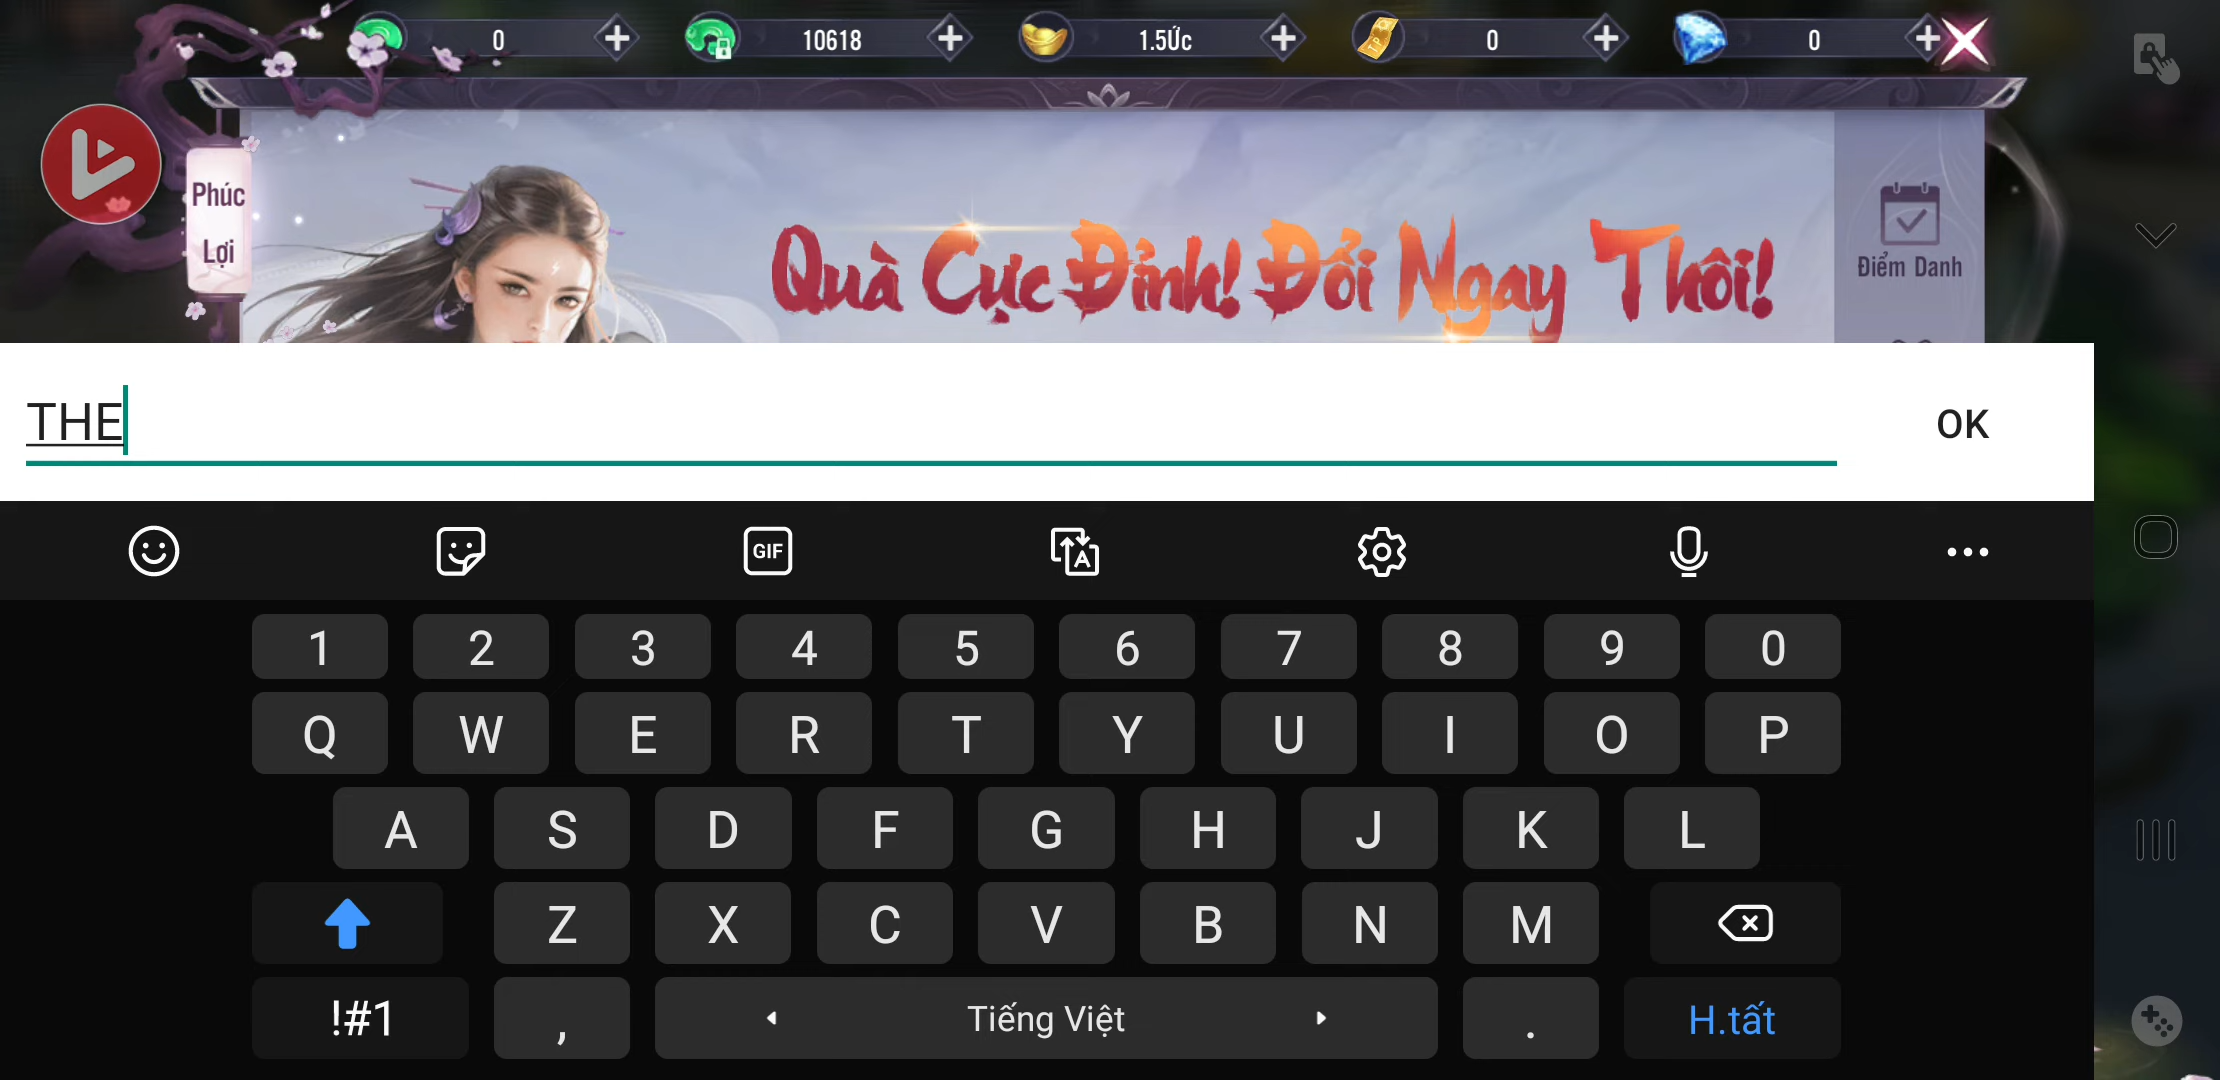 0 10618 1.5Ức 0 0
Phúc Lợi
Quà Cực Đỉnh! Đổi Ngay Thôi!
Điểm Danh
THE
OK
GIF
A
1 2 3 4 5 6 7 8 9 0
Q W E R T Y U I O P
A S D F G H J K L
Z X C V B N M
!#1 , Tiếng Việt . H.tất